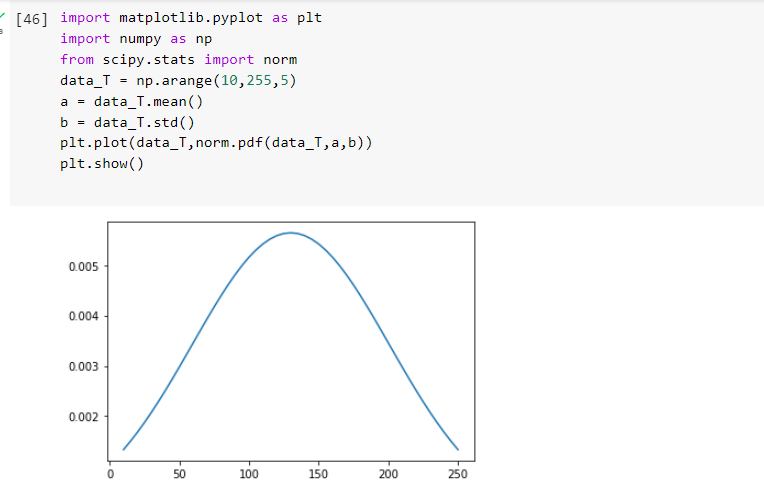 [46] import matplotlib.pyplot as plt
import numpy as np
from scipy.stats import norm
data_T = np.arange(10,255,5)
a = data_T.mean()
b = data_T.std()
plt.plot(data_T,norm.pdf(data_T,a,b))
plt.show()
0.005
0.004
0.003
0.002
0 50 100 150 200 250